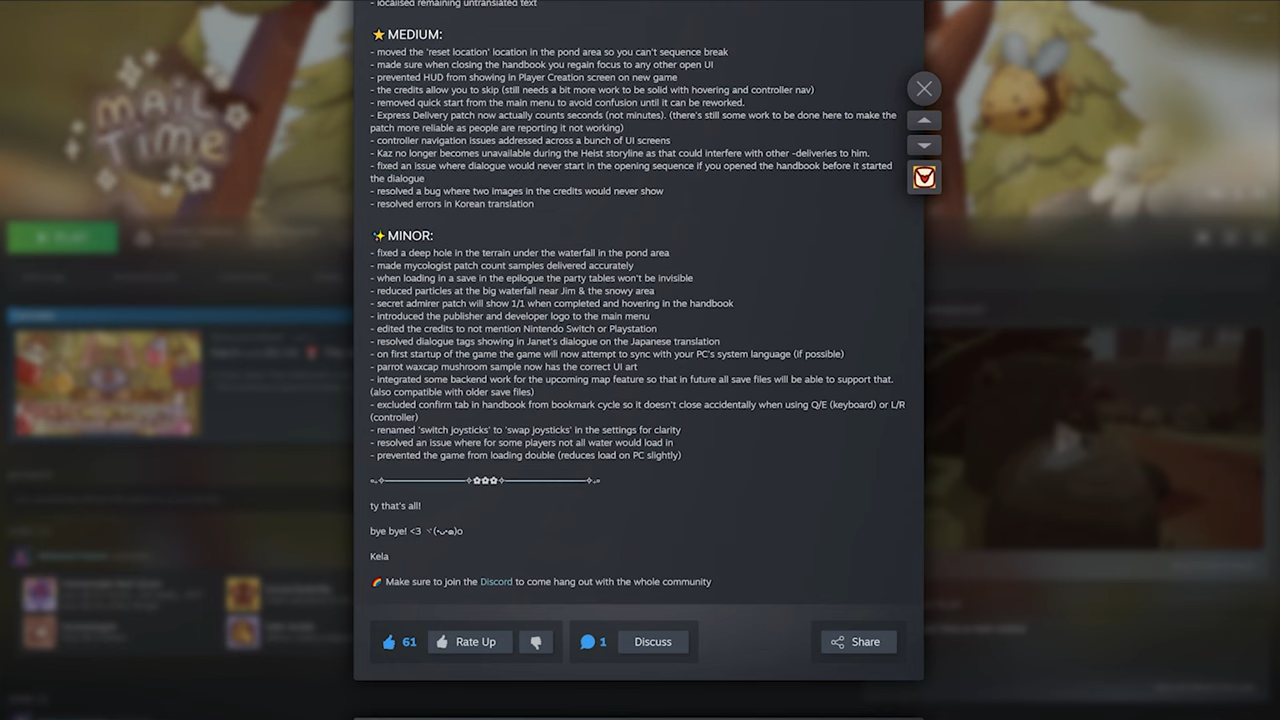 - localised remaining untranslated text
⭐ MEDIUM:
- moved the 'reset location' location in the pond area so you can't sequence break
- made sure when closing the handbook you regain focus to any other open UI
- prevented HUD from showing in Player Creation screen on new game
- the credits allow you to skip (still needs a bit more work to be solid with hovering and controller nav)
- removed quick start from the main menu to avoid confusion until it can be reworked.
- Express Delivery patch now actually counts seconds (not minutes). (there's still some work to be done here to make the
patch more reliable as people are reporting it not working)
- controller navigation issues addressed across a bunch of UI screens
- Kaz no longer becomes unavailable during the Heist storyline as that could interfere with other -deliveries to him.
- fixed an issue where dialogue would never start in the opening sequence if you opened the handbook before it started
the dialogue
- resolved a bug where two images in the credits would never show
- resolved errors in Korean translation
✨ MINOR:
- fixed a deep hole in the terrain under the waterfall in the pond area
- made mycologist patch count samples delivered accurately
- when loading in a save in the epilogue the party tables won't be invisible
- reduced particles at the big waterfall near Jim & the snowy area
- secret admirer patch will show 1/1 when completed and hovering in the handbook
- introduced the publisher and developer logo to the main menu
- edited the credits to not mention Nintendo Switch or Playstation
- resolved dialogue tags showing in Janet's dialogue on the Japanese translation
- on first startup of the game the game will now attempt to sync with your PC's system language (if possible)
- parrot waxcap mushroom sample now has the correct UI art
- integrated some backend work for the upcoming map feature so that in future all save files will be able to support that.
(also compatible with older save files)
- excluded confirm tab in handbook from bookmark cycle so it doesn't close accidentally when using Q/E (keyboard) or L/R
(controller)
- renamed 'switch joysticks' to 'swap joysticks' in the settings for clarity
- resolved an issue where for some players not all water would load in
- prevented the game from loading double (reduces load on PC slightly)
ty that's all!
bye bye! <3 ヾ(•ω•๑)o
Kela
🌈 Make sure to join the Discord to come hang out with the whole community
61 Rate Up 1 Discuss Share
MAIL
TIME
PLAY